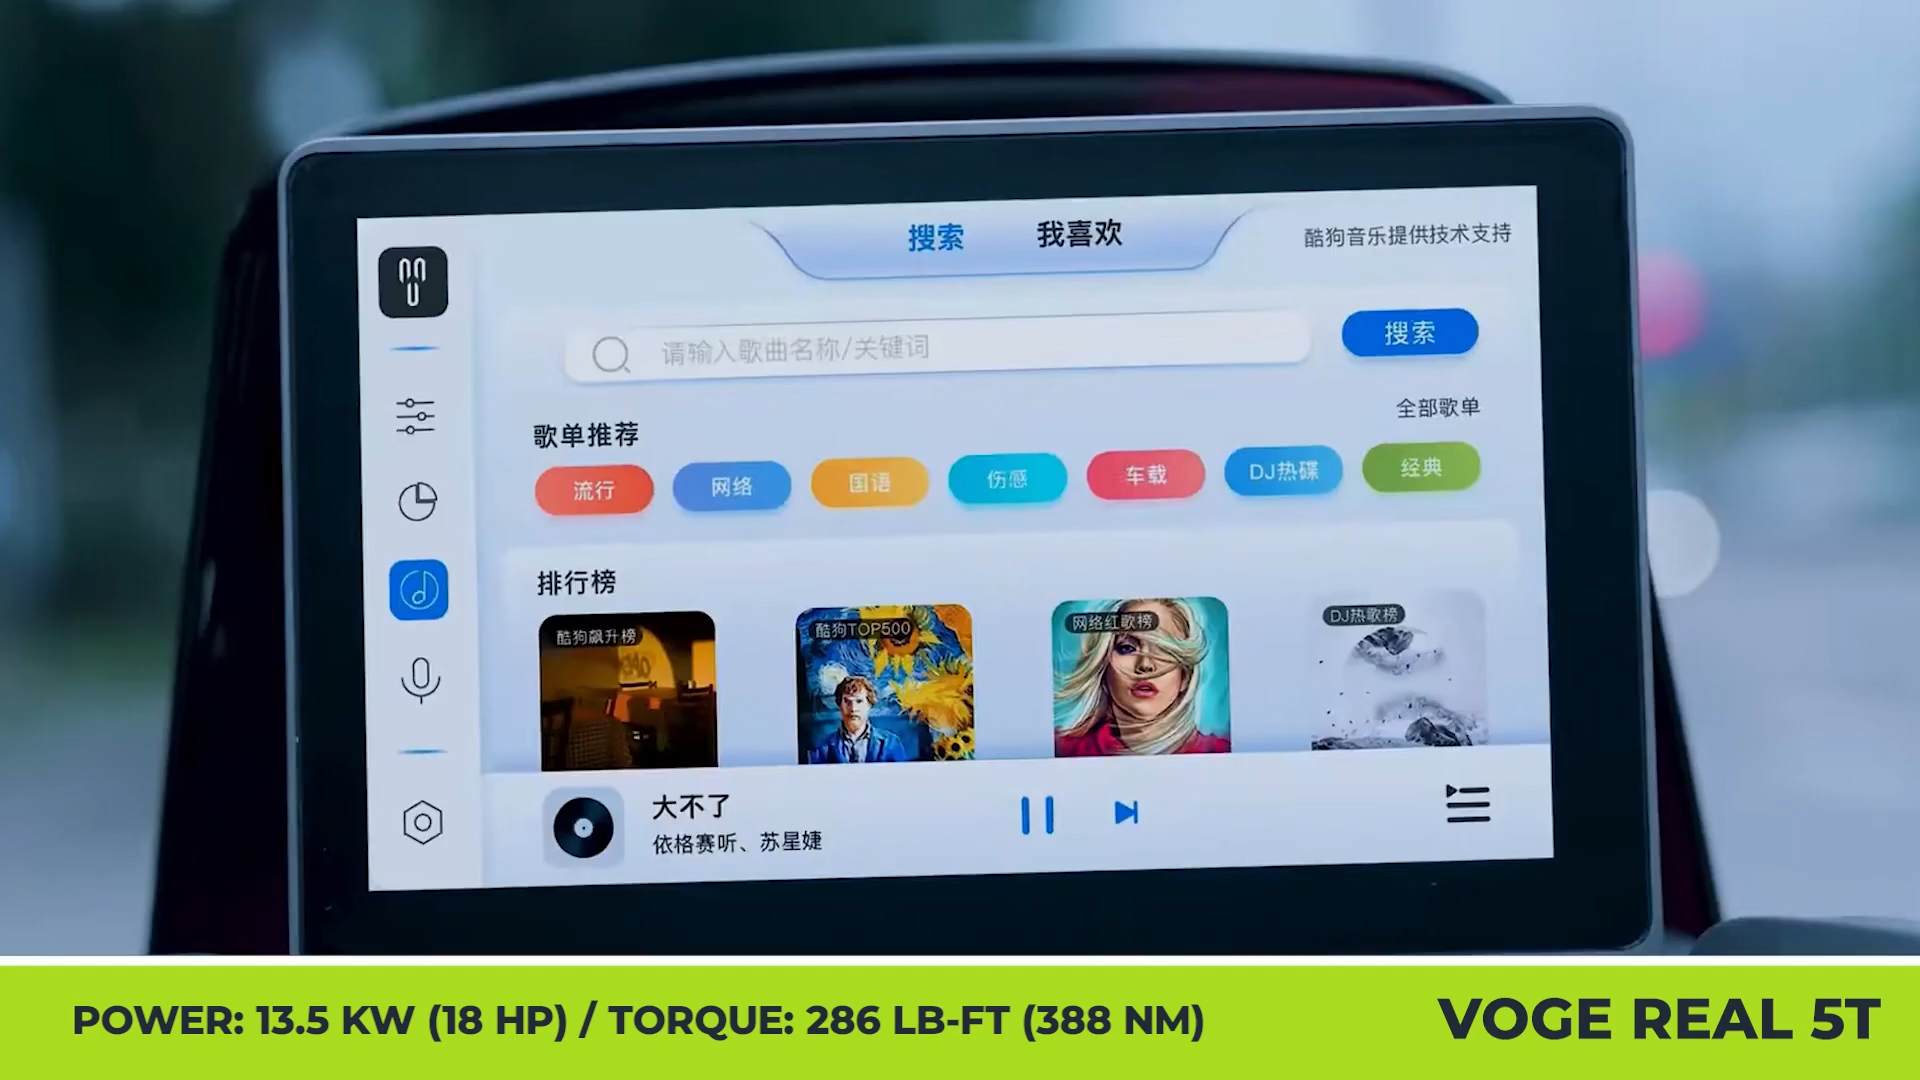 搜索 我喜欢 酷狗音乐提供技术支持
请输入歌曲名称/关键词 搜索
歌单推荐 全部歌单
流行 网络 国语 伤感 车载 DJ热碟 经典
排行榜
酷狗飙升榜 酷狗TOP500 网络红歌榜 DJ热歌榜
大不了
依格赛听、苏星婕
POWER: 13.5 KW (18 HP) / TORQUE: 286 LB-FT (388 NM) VOGE REAL 5T